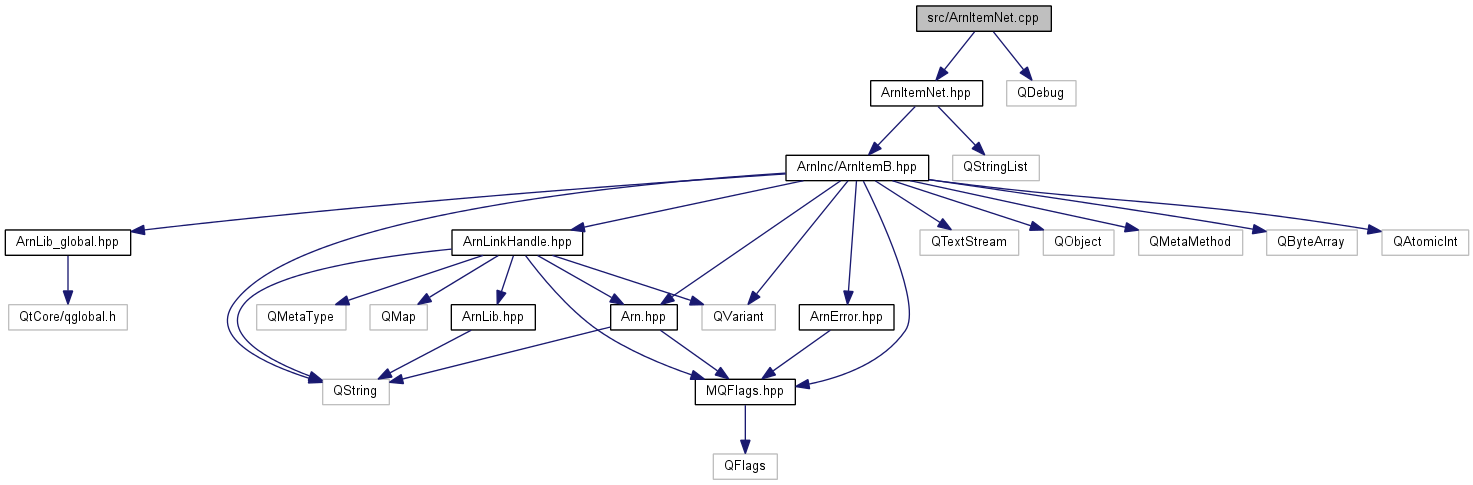 src/ArnItemNet.cpp
ArnItemNet.hpp
QDebug
ArnInc/ArnItemB.hpp
QStringList
ArnLib_global.hpp
ArnLinkHandle.hpp
QTextStream
QObject
QMetaMethod
QByteArray
QAtomicInt
QtCore/qglobal.h
QMetaType
QMap
ArnLib.hpp
Arn.hpp
QVariant
ArnError.hpp
QString
MQFlags.hpp
QFlags